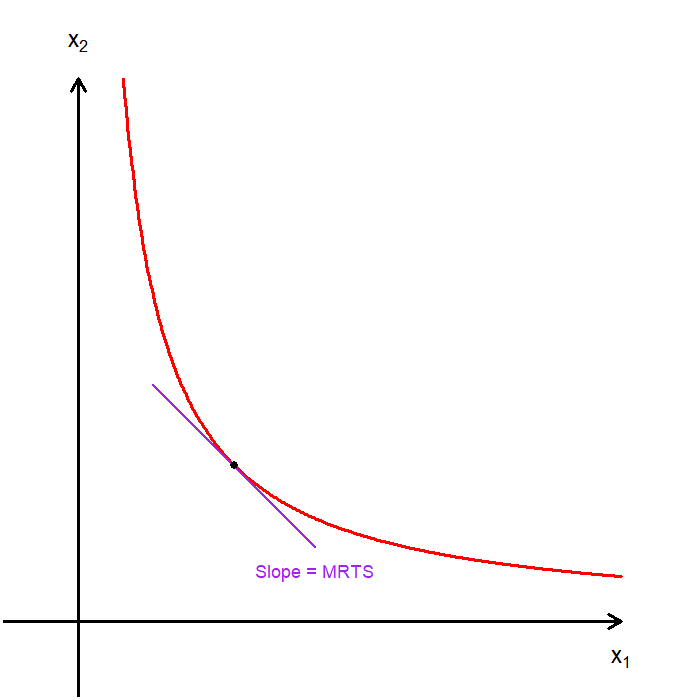 x₂
Slope = MRTS
x₁